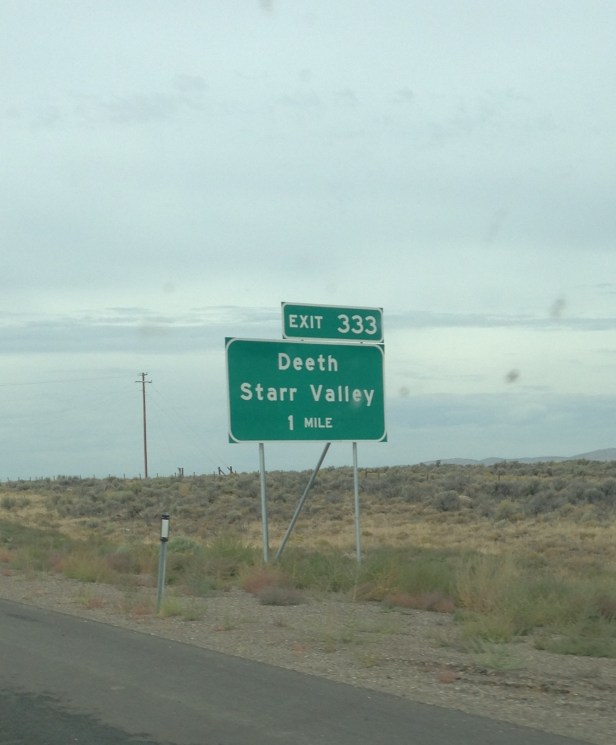 EXIT 333
Deeth
Starr Valley
1 MILE